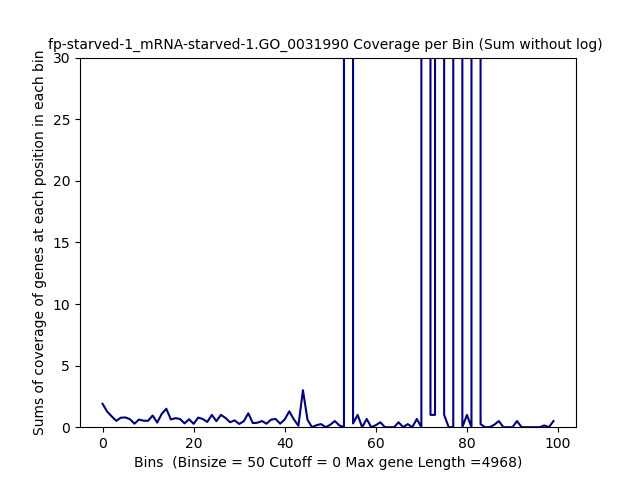 fp-starved-1_mRNA-starved-1.GO_0031990 Coverage per Bin (Sum without log)
Sums of coverage of genes at each position in each bin
30
25
20
15
10
5
0
0 20 40 60 80 100
Bins  (Binsize = 50 Cutoff = 0 Max gene Length =4968)